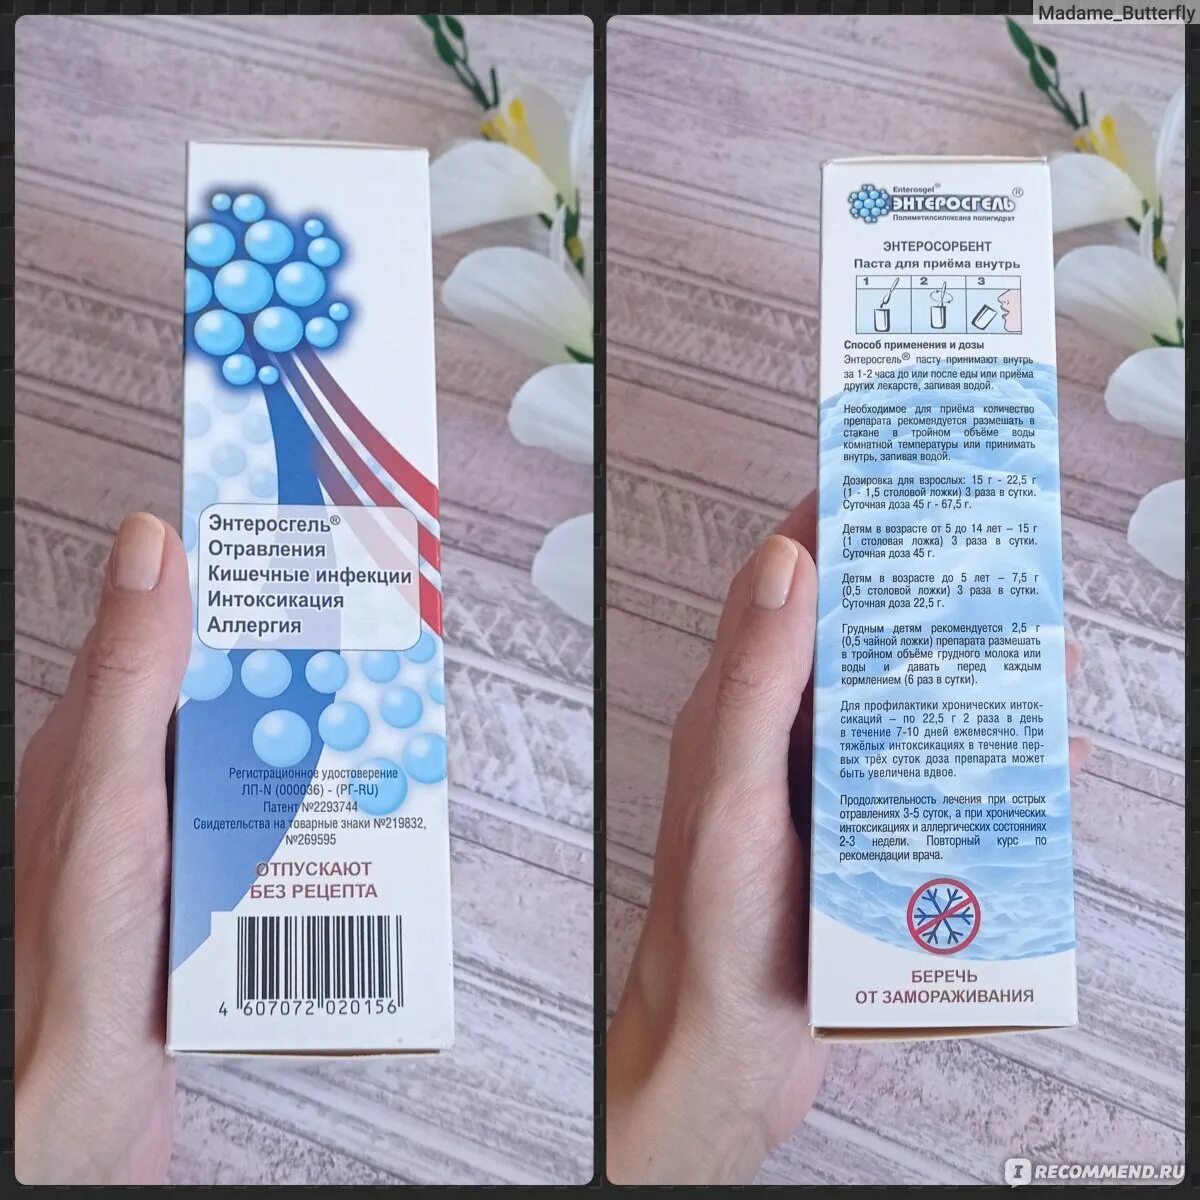 Madame_Butterfly
Энтеросгель®
Отравления
Кишечные инфекции
Интоксикация
Аллергия
Регистрационное удостоверение
ЛП-N (000036) - (РГ-RU)
Патент №2293744
Свидетельства на товарные знаки №219832,
№269595
ОТПУСКАЮТ
БЕЗ РЕЦЕПТА
4 607072 020156
Enterosgel®
ЭНТЕРОСГЕЛЬ®
Полиметилсилоксана полигидрат
ЭНТЕРОСОРБЕНТ
Паста для приёма внутрь
1 2 3
Способ применения и дозы
Энтеросгель® пасту принимают внутрь
за 1-2 часа до или после еды или приёма
других лекарств, запивая водой.
Необходимое для приёма количество
препарата рекомендуется размешать в
стакане в тройном объёме воды
комнатной температуры или принимать
внутрь, запивая водой.
Дозировка для взрослых: 15 г - 22,5 г
(1 - 1,5 столовой ложки) 3 раза в сутки.
Суточная доза 45 г - 67,5 г.
Детям в возрасте от 5 до 14 лет – 15 г
(1 столовая ложка) 3 раза в сутки.
Суточная доза 45 г.
Детям в возрасте до 5 лет – 7,5 г
(0,5 столовой ложки) 3 раза в сутки.
Суточная доза 22,5 г.
Грудным детям рекомендуется 2,5 г
(0,5 чайной ложки) препарата размешать
в тройном объёме грудного молока или
воды и давать перед каждым
кормлением (6 раз в сутки).
Для профилактики хронических инток-
сикаций – по 22,5 г 2 раза в день
в течение 7-10 дней ежемесячно. При
тяжёлых интоксикациях в течение пер-
вых трёх суток доза препарата может
быть увеличена вдвое.
Продолжительность лечения при острых
отравлениях 3-5 суток, а при хронических
интоксикациях и аллергических состояниях
2-3 недели. Повторный курс по
рекомендации врача.
БЕРЕЧЬ
ОТ ЗАМОРАЖИВАНИЯ
I RECOMMEND.RU